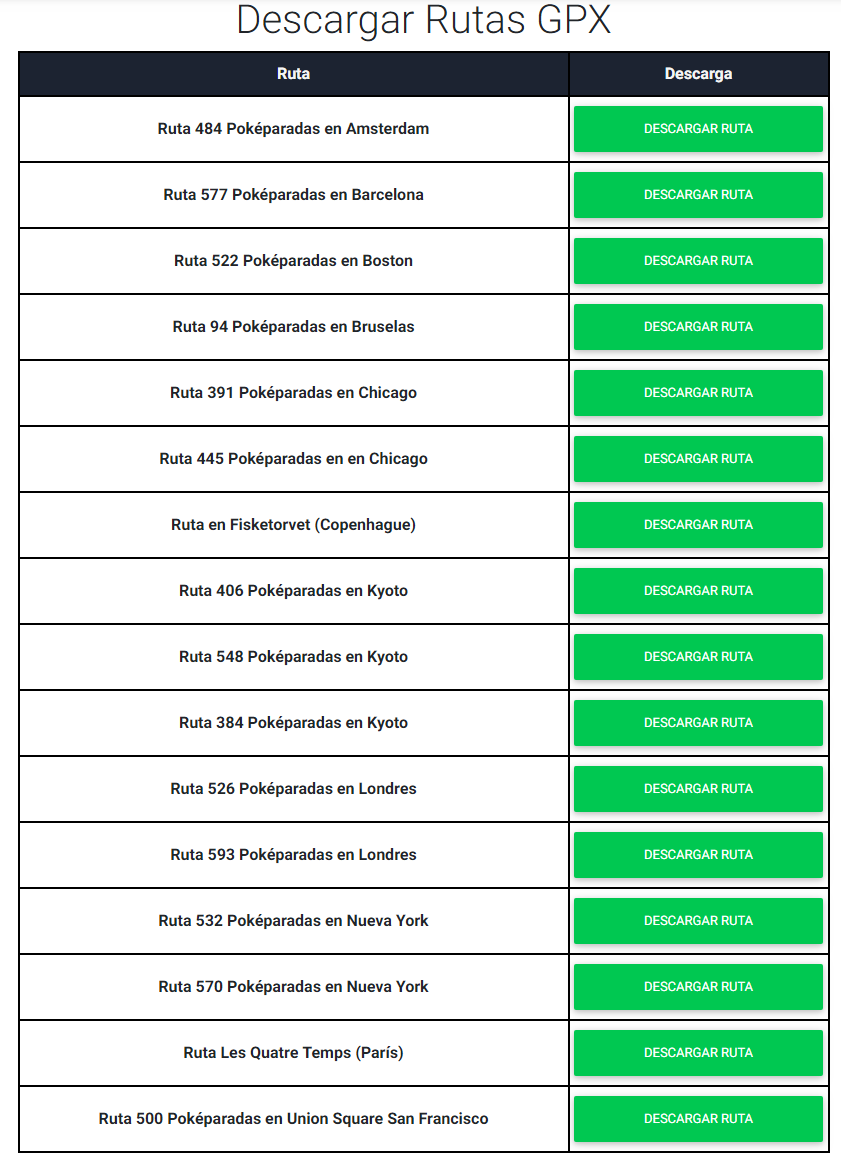 Descargar Rutas GPX
Ruta Descarga
Ruta 484 Poképaradas en Amsterdam DESCARGAR RUTA
Ruta 577 Poképaradas en Barcelona DESCARGAR RUTA
Ruta 522 Poképaradas en Boston DESCARGAR RUTA
Ruta 94 Poképaradas en Bruselas DESCARGAR RUTA
Ruta 391 Poképaradas en Chicago DESCARGAR RUTA
Ruta 445 Poképaradas en en Chicago DESCARGAR RUTA
Ruta en Fisketorvet (Copenhague) DESCARGAR RUTA
Ruta 406 Poképaradas en Kyoto DESCARGAR RUTA
Ruta 548 Poképaradas en Kyoto DESCARGAR RUTA
Ruta 384 Poképaradas en Kyoto DESCARGAR RUTA
Ruta 526 Poképaradas en Londres DESCARGAR RUTA
Ruta 593 Poképaradas en Londres DESCARGAR RUTA
Ruta 532 Poképaradas en Nueva York DESCARGAR RUTA
Ruta 570 Poképaradas en Nueva York DESCARGAR RUTA
Ruta Les Quatre Temps (París) DESCARGAR RUTA
Ruta 500 Poképaradas en Union Square San Francisco DESCARGAR RUTA